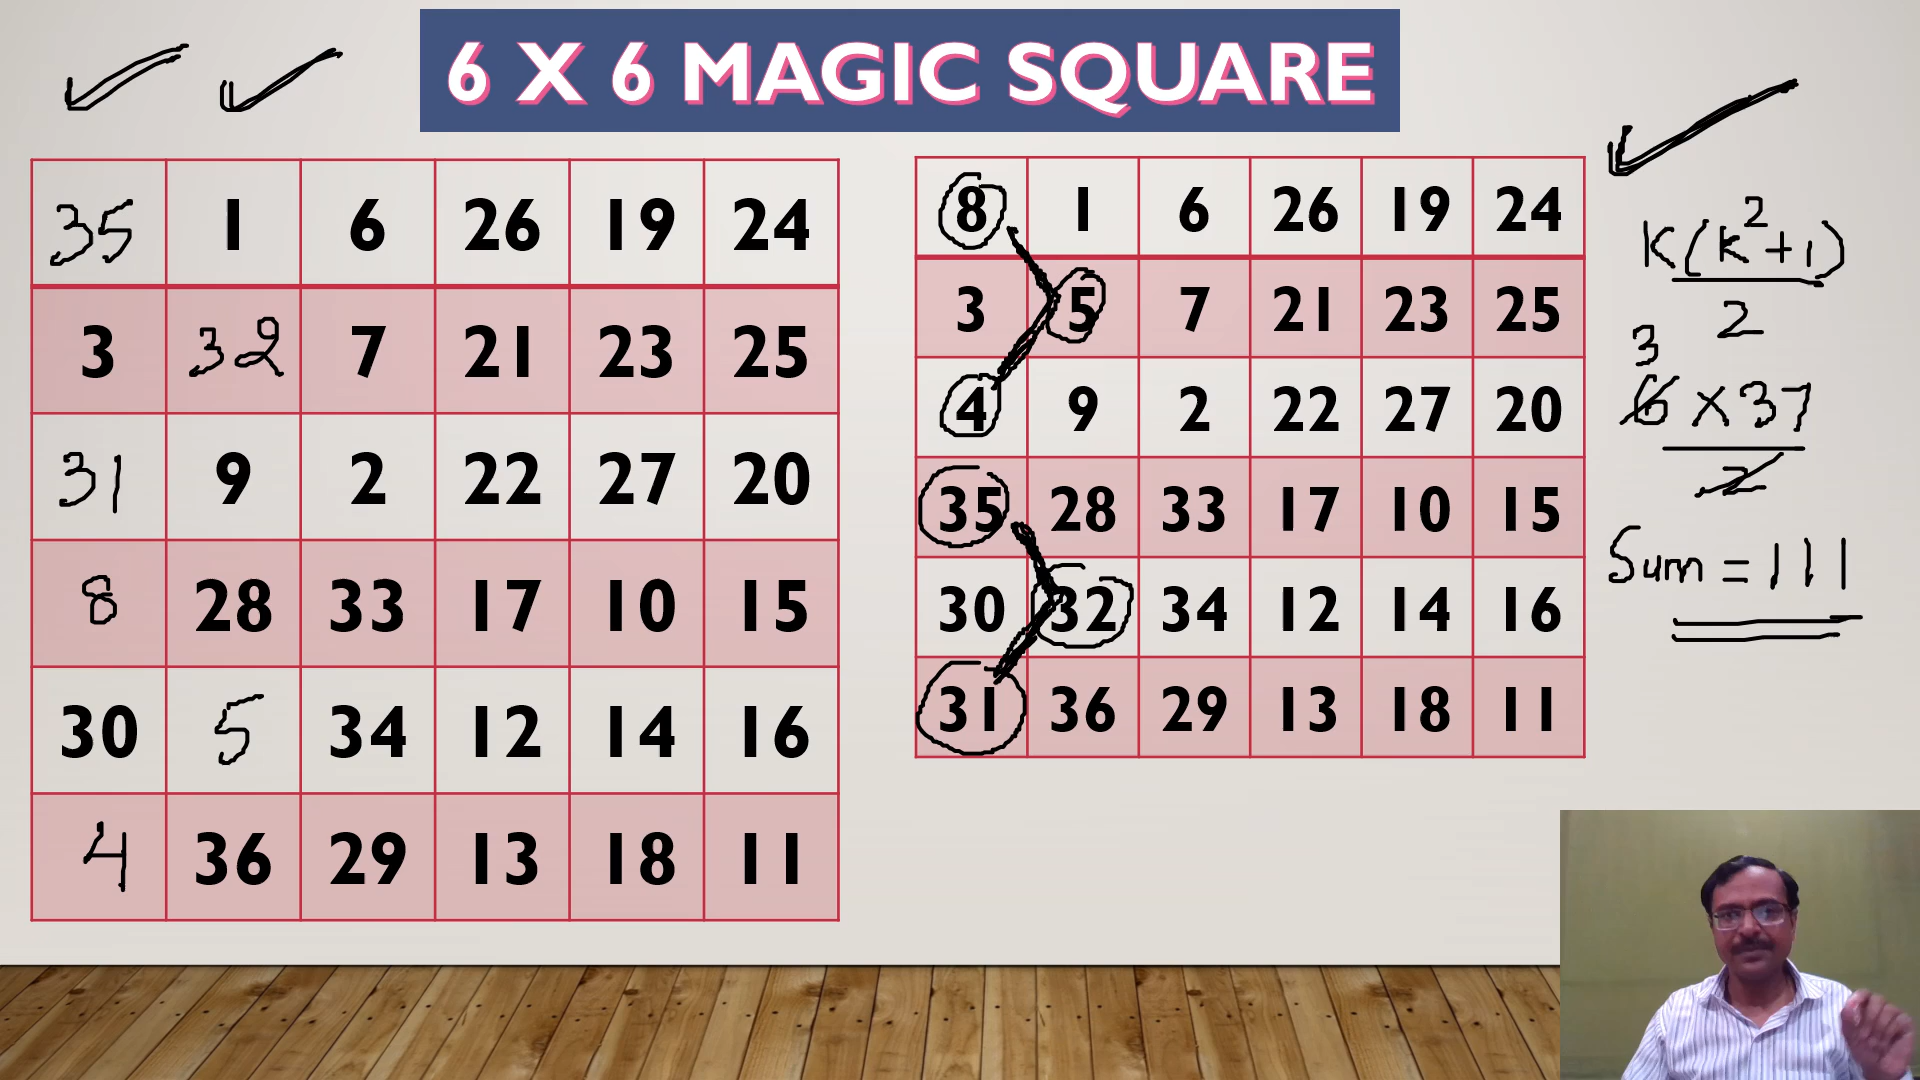 6 X 6 MAGIC SQUARE
35 1 6 26 19 24
3 32 7 21 23 25
31 9 2 22 27 20
8 28 33 17 10 15
30 5 34 12 14 16
4 36 29 13 18 11
8 1 6 26 19 24
3 5 7 21 23 25
4 9 2 22 27 20
35 28 33 17 10 15
30 32 34 12 14 16
31 36 29 13 18 11
K(K²+1)
2
3
6 X 37
2
Sum = 111